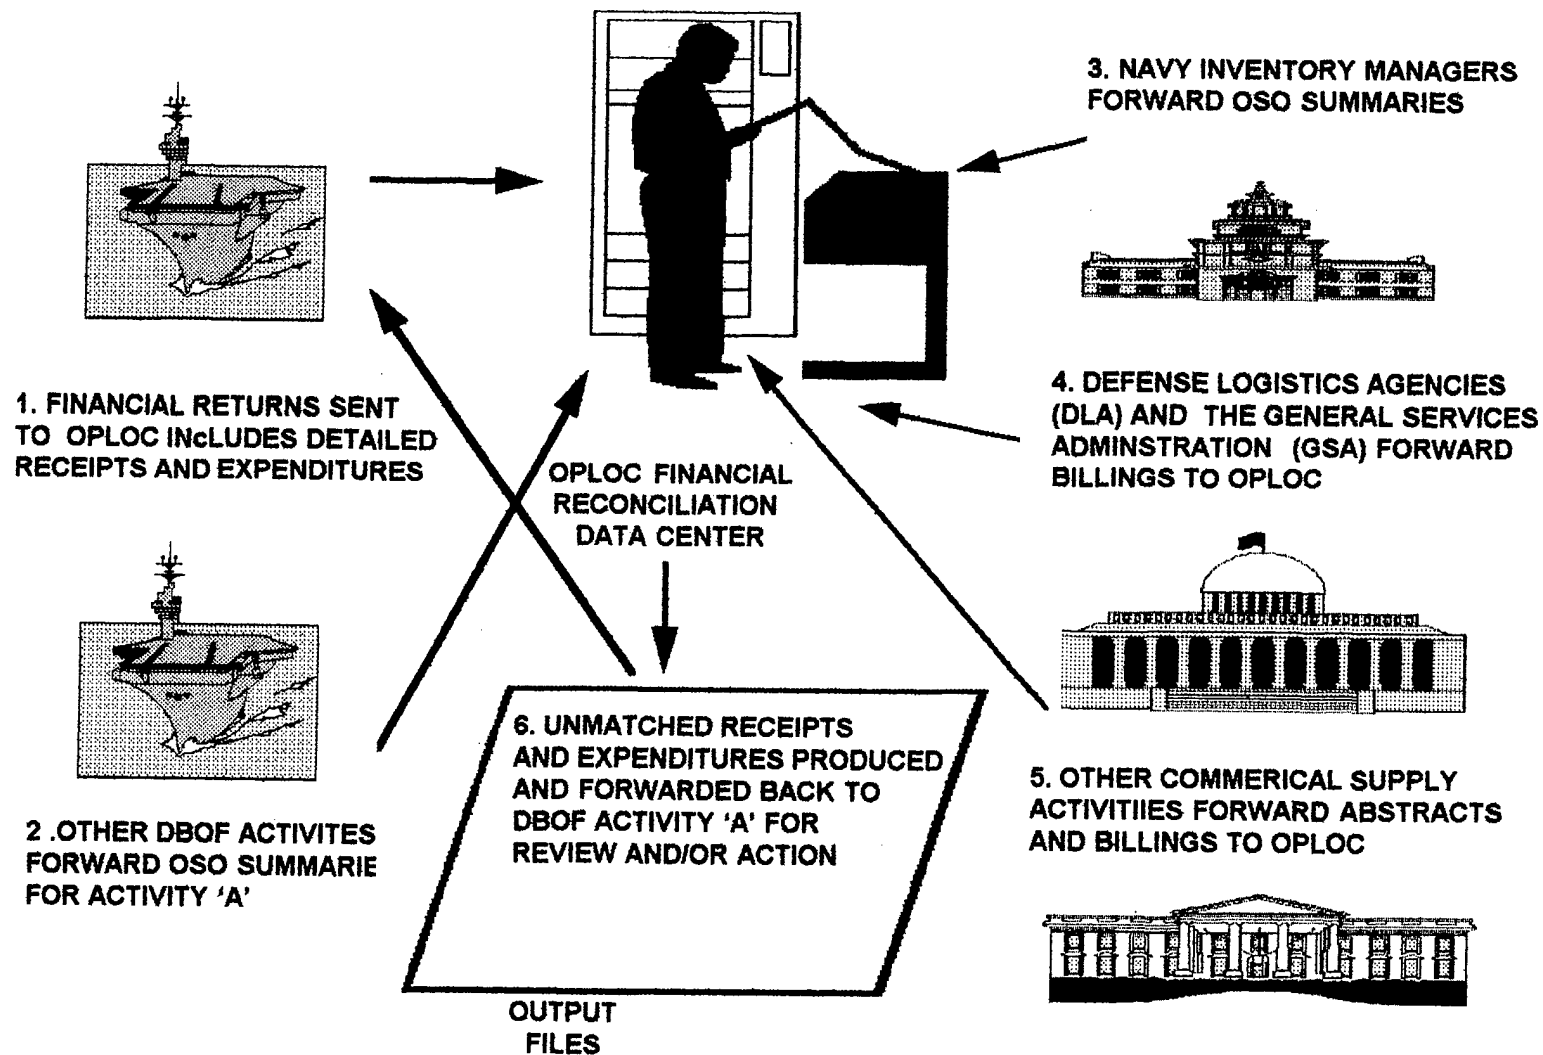 3. NAVY INVENTORY MANAGERS
FORWARD OSO SUMMARIES
1. FINANCIAL RETURNS SENT
TO OPLOC INcLUDES DETAILED
RECEIPTS AND EXPENDITURES
4. DEFENSE LOGISTICS AGENCIES
(DLA) AND THE GENERAL SERVICES
ADMINSTRATION (GSA) FORWARD
BILLINGS TO OPLOC
OPLOC FINANCIAL
RECONCILIATION
DATA CENTER
2 .OTHER DBOF ACTIVITES
FORWARD OSO SUMMARIE
FOR ACTIVITY 'A'
6. UNMATCHED RECEIPTS
AND EXPENDITURES PRODUCED
AND FORWARDED BACK TO
DBOF ACTIVITY 'A' FOR
REVIEW AND/OR ACTION
5. OTHER COMMERICAL SUPPLY
ACTIVITIIES FORWARD ABSTRACTS
AND BILLINGS TO OPLOC
OUTPUT
FILES